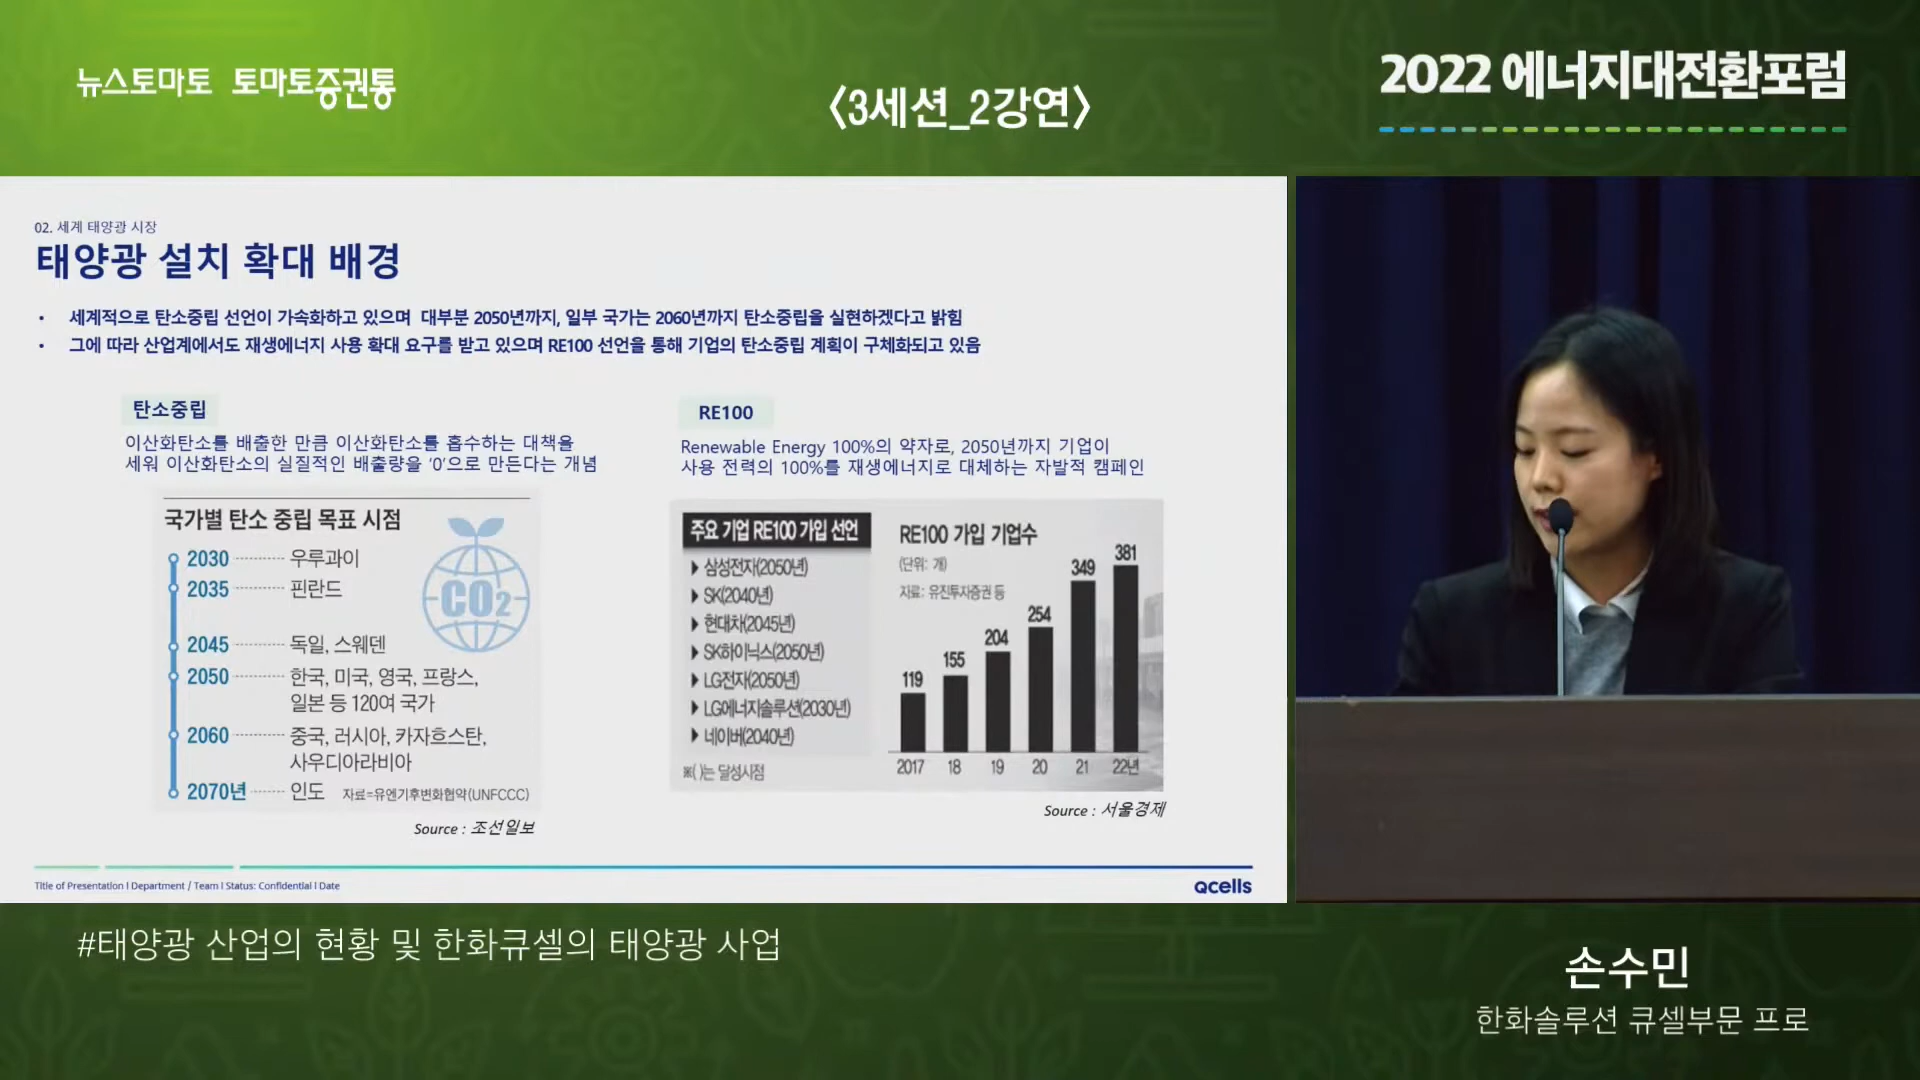 뉴스토마토 토마토증권통
<3세션_2강연>
2022 에너지대전환포럼
02. 세계 태양광 시장
태양광 설치 확대 배경
• 세계적으로 탄소중립 선언이 가속화하고 있으며 대부분 2050년까지, 일부 국가는 2060년까지 탄소중립을 실현하겠다고 밝힘
• 그에 따라 산업계에서도 재생에너지 사용 확대 요구를 받고 있으며 RE100 선언을 통해 기업의 탄소중립 계획이 구체화되고 있음
탄소중립
이산화탄소를 배출한 만큼 이산화탄소를 흡수하는 대책을
세워 이산화탄소의 실질적인 배출량을 '0'으로 만든다는 개념
국가별 탄소 중립 목표 시점
CO2
2030 우루과이
2035 핀란드
2045 독일, 스웨덴
2050 한국, 미국, 영국, 프랑스,
일본 등 120여 국가
2060 중국, 러시아, 카자흐스탄,
사우디아라비아
2070년 인도 자료=유엔기후변화협약(UNFCCC)
Source : 조선일보
RE100
Renewable Energy 100%의 약자로, 2050년까지 기업이
사용 전력의 100%를 재생에너지로 대체하는 자발적 캠페인
주요 기업 RE100 가입 선언
▶ 삼성전자(2050년)
▶ SK(2040년)
▶ 현대차(2045년)
▶ SK하이닉스(2050년)
▶ LG전자(2050년)
▶ LG에너지솔루션(2030년)
▶ 네이버(2040년)
※( )는 달성시점
RE100 가입 기업수
(단위: 개)
자료: 유진투자증권 등
119 155 204 254 349 381
2017 18 19 20 21 22년
Source : 서울경제
Title of Presentation l Department / Team l Status: Confidential l Date
Qcells
#태양광 산업의 현황 및 한화큐셀의 태양광 사업
손수민
한화솔루션 큐셀부문 프로